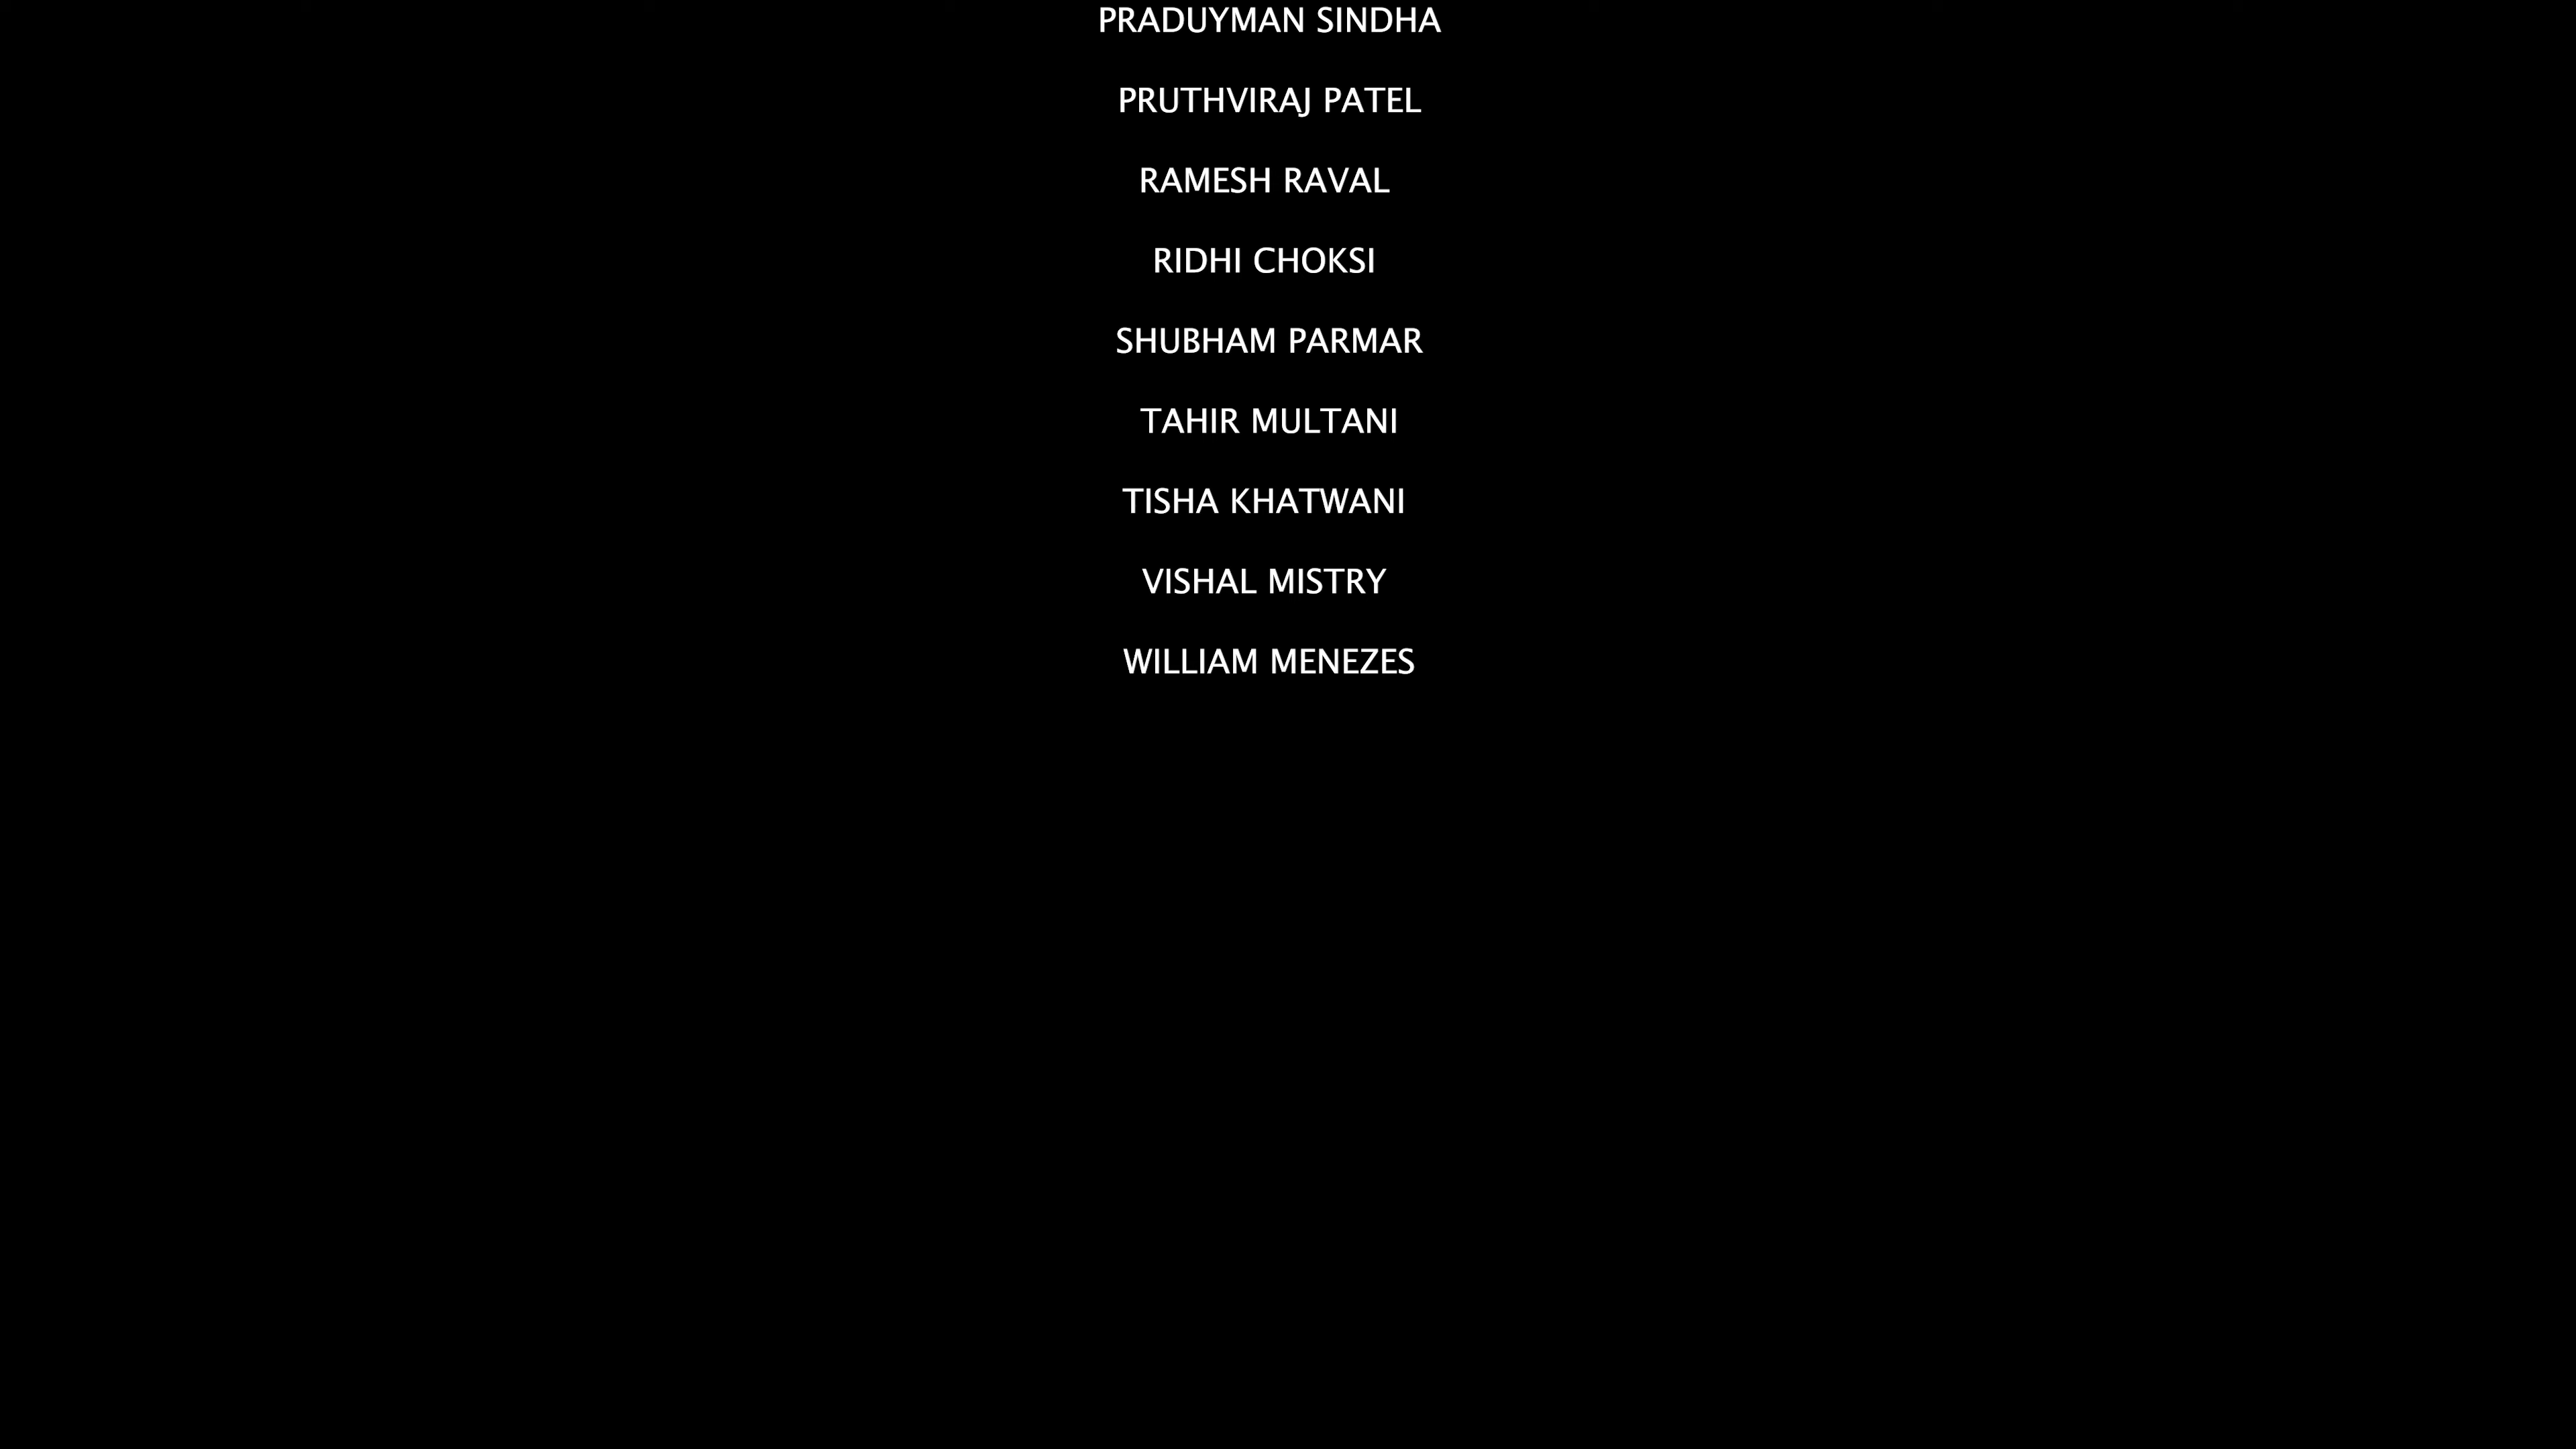 PRADUYMAN SINDHA
PRUTHVIRAJ PATEL
RAMESH RAVAL
RIDHI CHOKSI
SHUBHAM PARMAR
TAHIR MULTANI
TISHA KHATWANI
VISHAL MISTRY
WILLIAM MENEZES